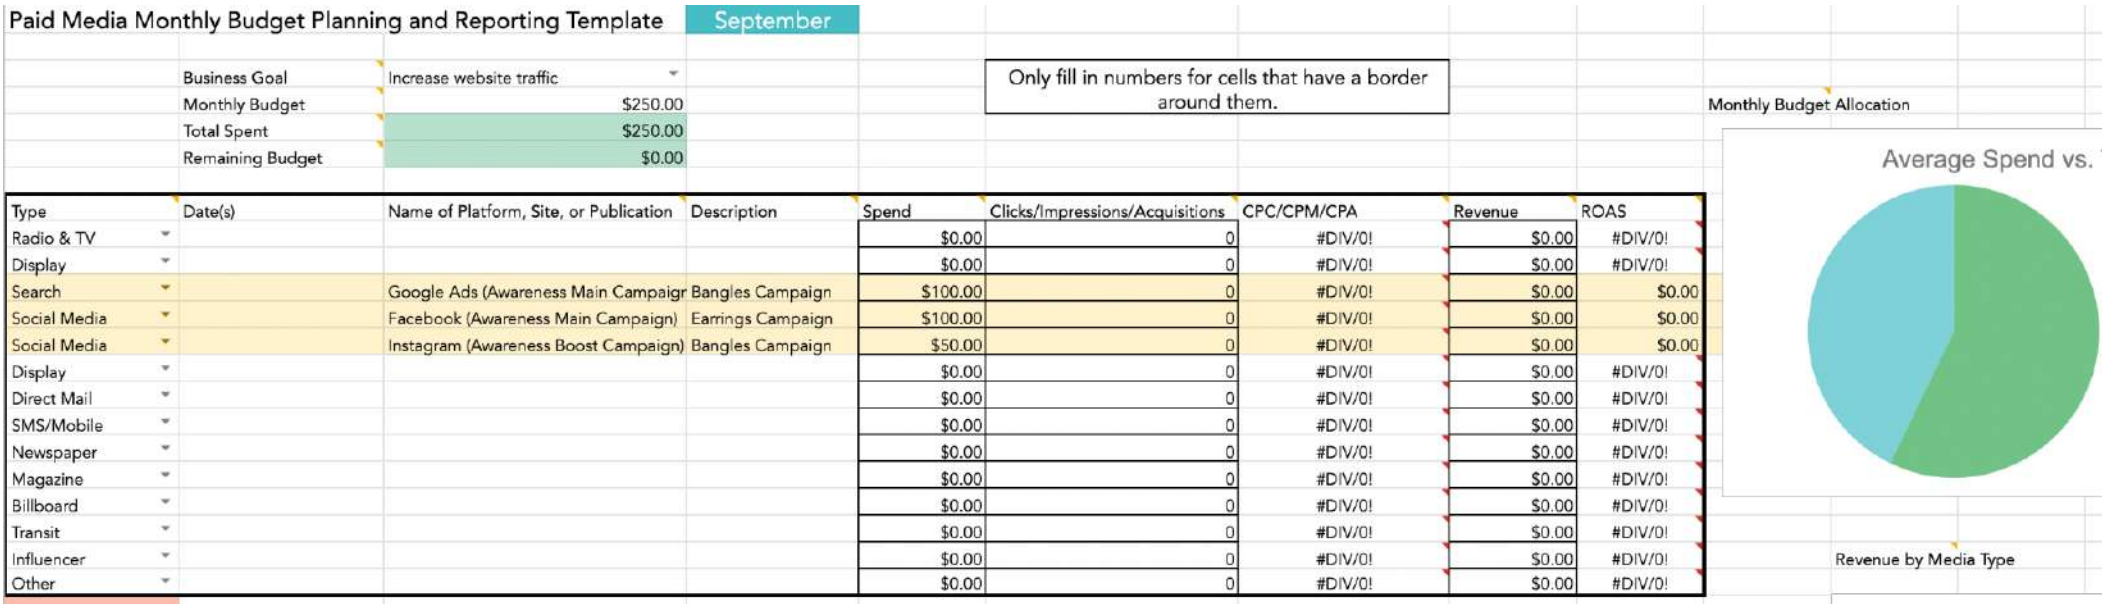 Paid Media Monthly Budget Planning and Reporting Template September
Business Goal Increase website traffic
Only fill in numbers for cells that have a border around them.
Monthly Budget $250.00
Monthly Budget Allocation
Total Spent $250.00
Remaining Budget $0.00
Average Spend vs.
Type Date(s) Name of Platform, Site, or Publication Description Spend Clicks/Impressions/Acquisitions CPC/CPM/CPA Revenue ROAS
Radio & TV $0.00 0 #DIV/0! $0.00 #DIV/0!
Display $0.00 0 #DIV/0! $0.00 #DIV/0!
Search Google Ads (Awareness Main Campaign Bangles Campaign $100.00 0 #DIV/0! $0.00 $0.00
Social Media Facebook (Awareness Main Campaign) Earrings Campaign $100.00 0 #DIV/0! $0.00 $0.00
Social Media Instagram (Awareness Boost Campaign) Bangles Campaign $50.00 0 #DIV/0! $0.00 $0.00
Display $0.00 0 #DIV/0! $0.00 #DIV/0!
Direct Mail $0.00 0 #DIV/0! $0.00 #DIV/0!
SMS/Mobile $0.00 0 #DIV/0! $0.00 #DIV/0!
Newspaper $0.00 0 #DIV/0! $0.00 #DIV/0!
Magazine $0.00 0 #DIV/0! $0.00 #DIV/0!
Billboard $0.00 0 #DIV/0! $0.00 #DIV/0!
Transit $0.00 0 #DIV/0! $0.00 #DIV/0!
Influencer $0.00 0 #DIV/0! $0.00 #DIV/0!
Revenue by Media Type
Other $0.00 0 #DIV/0! $0.00 #DIV/0!